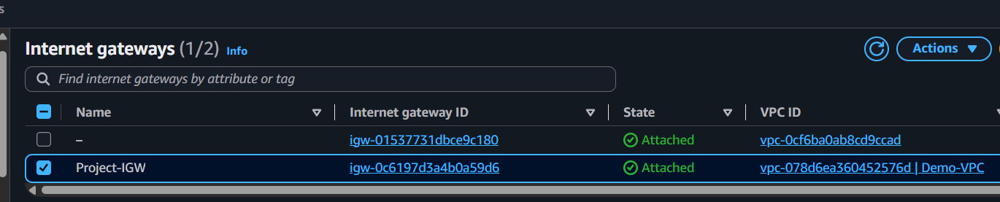 s
Internet gateways (1/2) Info
Actions
Find internet gateways by attribute or tag
Name Internet gateway ID State VPC ID
– igw-01537731dbce9c180 Attached vpc-0cf6ba0ab8cd9ccad
Project-IGW igw-0c6197d3a4b0a59d6 Attached vpc-078d6ea360452576d | Demo-VPC